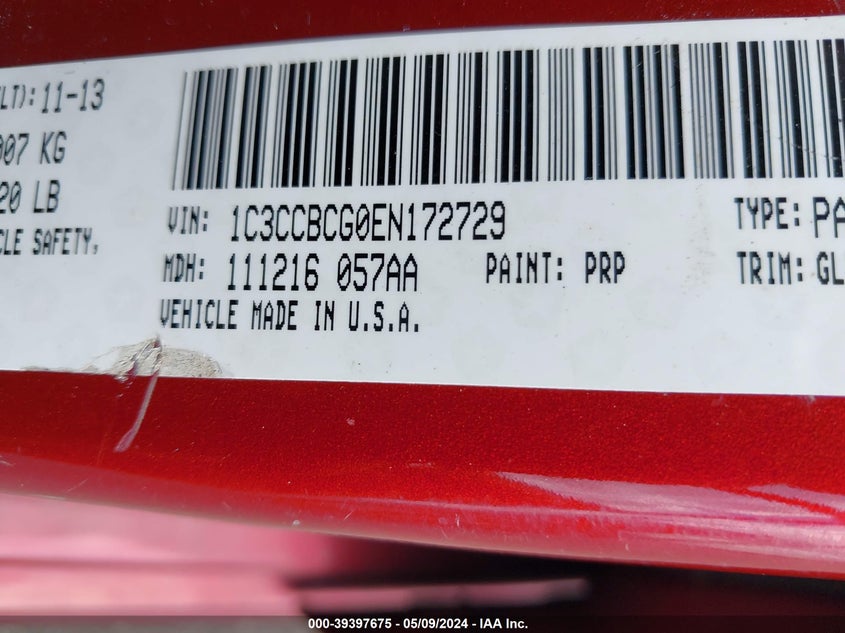 LT): 11-13
007 KG
20 LB
CLE SAFETY,
VIN: 1C3CCBCG0EN172729
TYPE: PA
MDH: 111216 057AA
PAINT: PRP
TRIM: GL
VEHICLE MADE IN U.S.A.
000-39397675 - 05/09/2024 - IAA Inc.